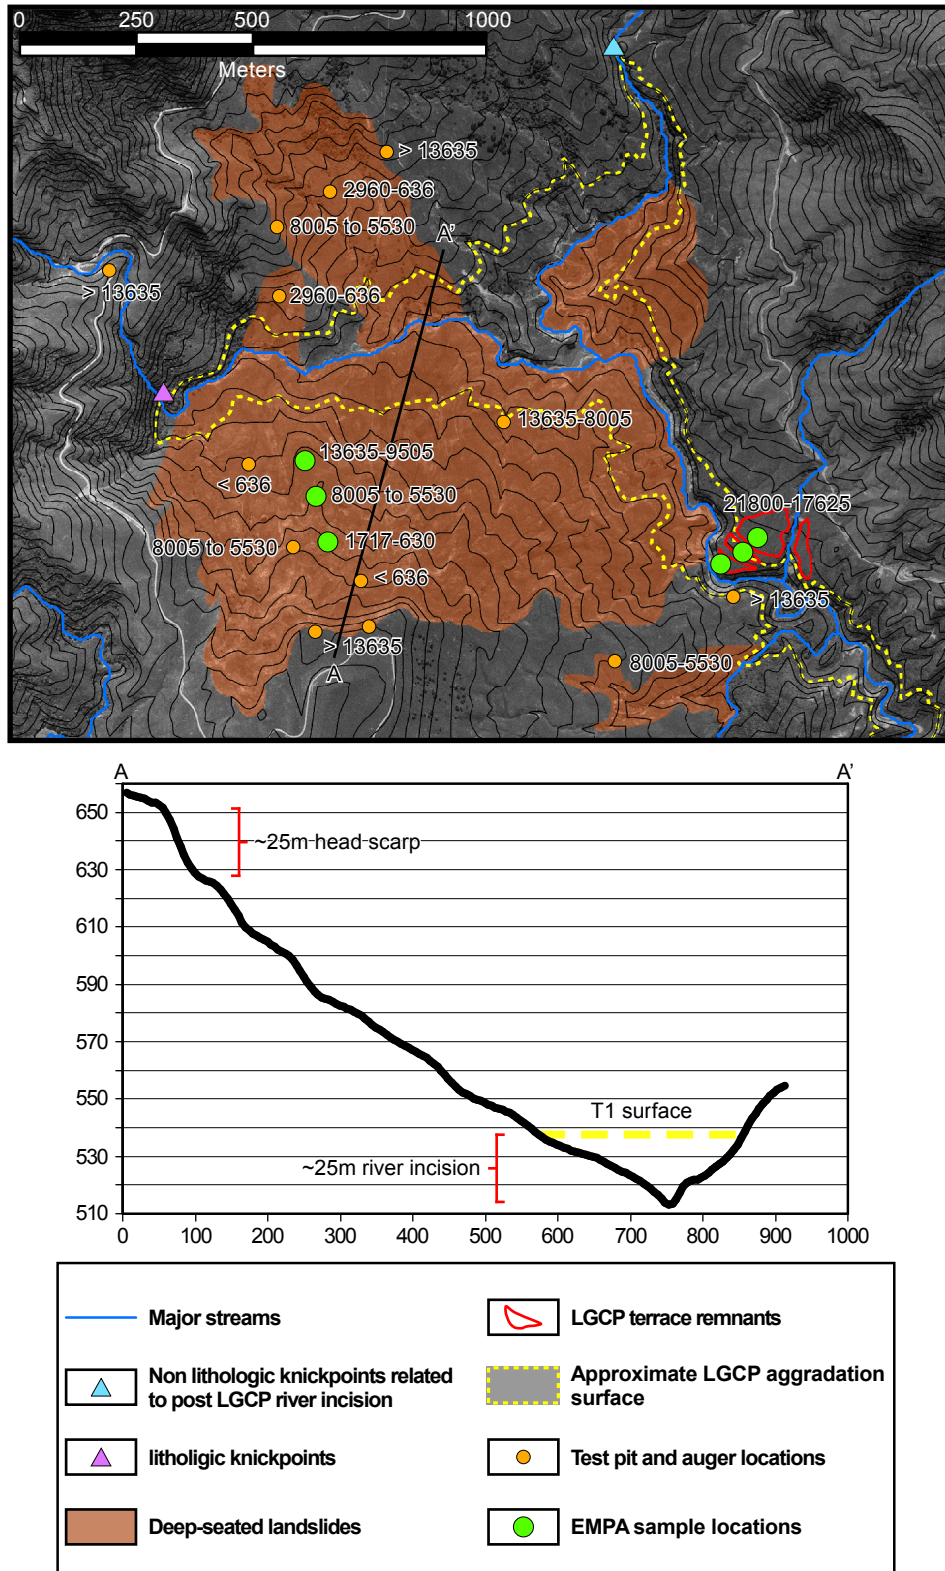 0 250 500 1000
Meters
> 13635
2960-636
8005 to 5530
A'
> 13635
2960-636
13635-8005
13635-9505
< 636
8005 to 5530
21800-17625
1717-630
8005 to 5530
< 636
> 13635
> 13635
8005-5530
A
A A'
650
~25m head scarp
630
610
590
570
550
T1 surface
530
~25m river incision
510
0 100 200 300 400 500 600 700 800 900 1000
Major streams
LGCP terrace remnants
Non lithologic knickpoints related
to post LGCP river incision
Approximate LGCP aggradation
surface
litholigic knickpoints
Test pit and auger locations
Deep-seated landslides
EMPA sample locations